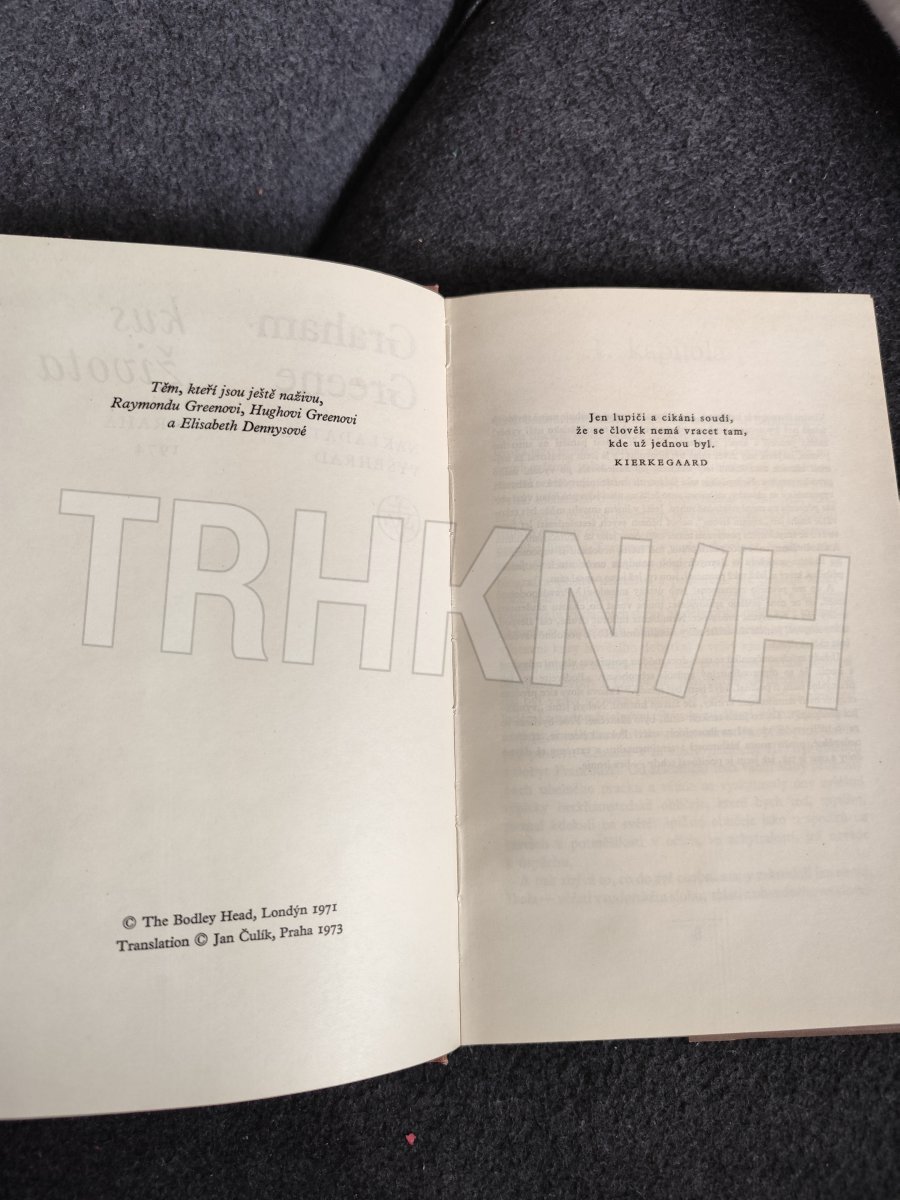 Těm, kteří jsou ještě naživu,
Raymondu Greenovi, Hughovi Greenovi
a Elisabeth Dennysové
© The Bodley Head, Londýn 1971
Translation © Jan Čulík, Praha 1973
Jen lupiči a cikáni soudí,
že se člověk nemá vracet tam,
kde už jednou byl.
KIERKEGAARD
TRHKN/H